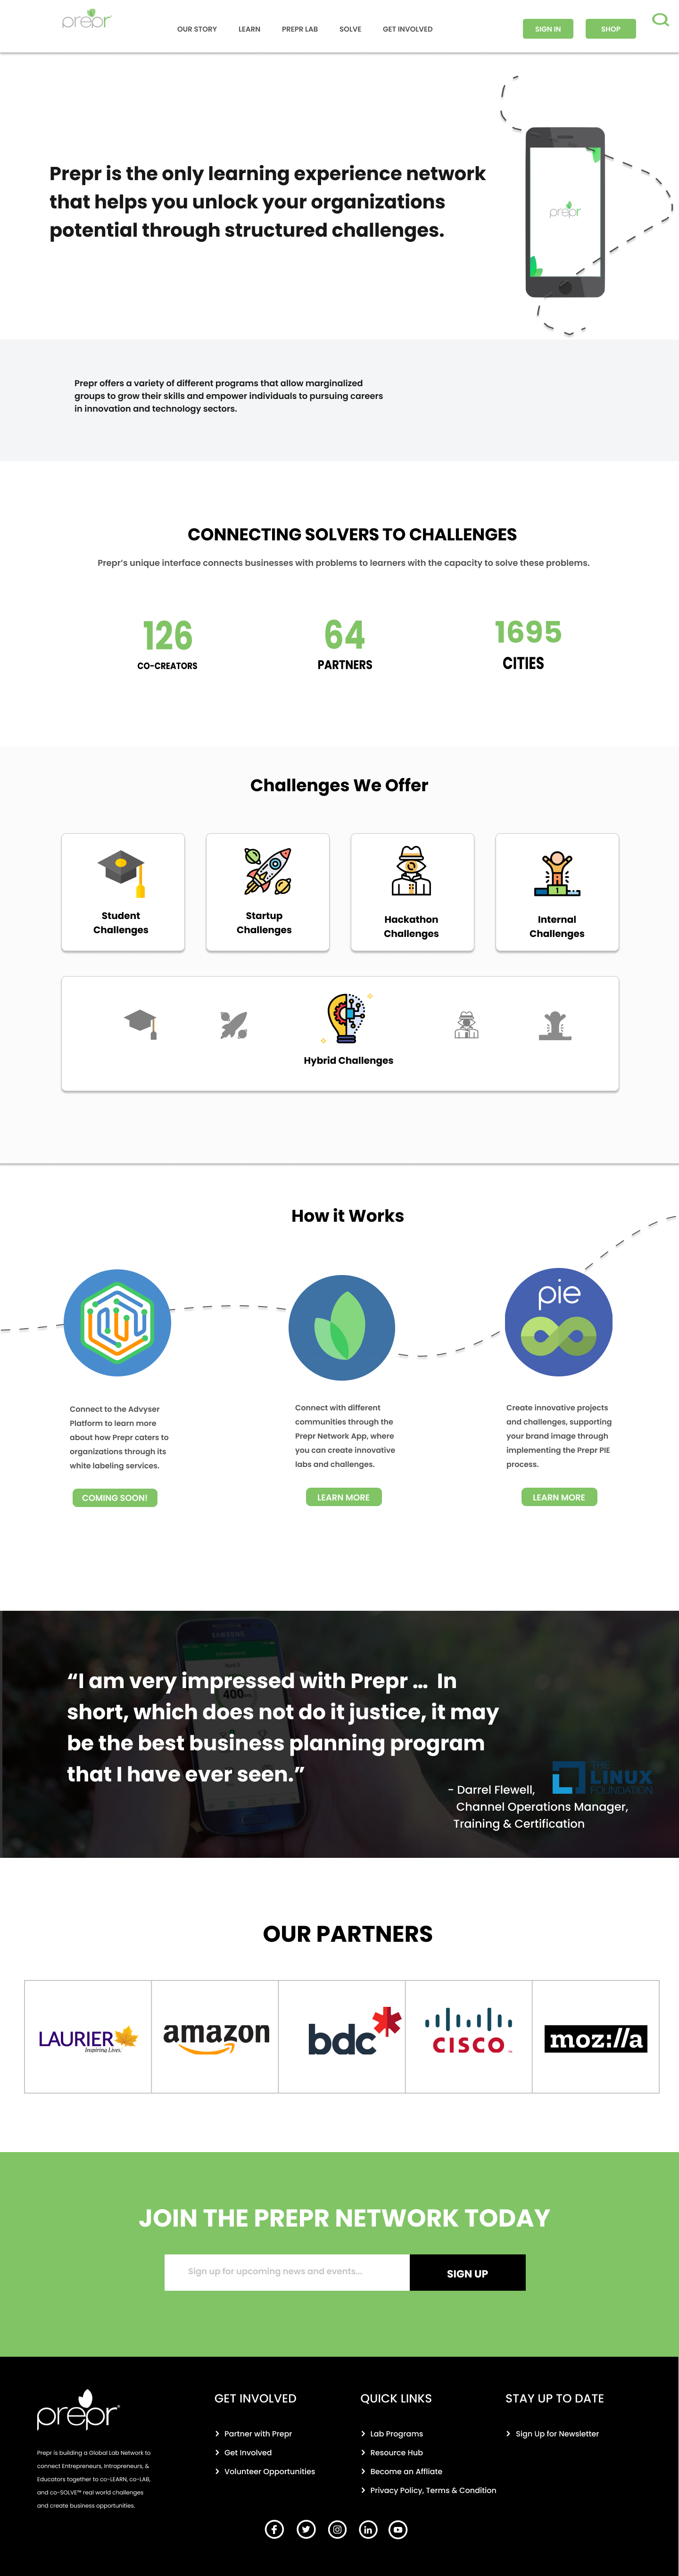 prepr
OUR STORY
LEARN
PREPR LAB
SOLVE
GET INVOLVED
SIGN IN
SHOP
Prepr is the only learning experience network
that helps you unlock your organizations
potential through structured challenges.
prepr
Prepr offers a variety of different programs that allow marginalized
groups to grow their skills and empower individuals to pursuing careers
in innovation and technology sectors.
CONNECTING SOLVERS TO CHALLENGES
Prepr's unique interface connects businesses with problems to learners with the capacity to solve these problems.
126
CO-CREATORS
64
PARTNERS
1695
CITIES
Challenges We Offer
Student
Challenges
Startup
Challenges
Hackathon
Challenges
1
Internal
Challenges
Hybrid Challenges
How it Works
pie
Connect to the Advyser
Platform to learn more
about how Prepr caters to
organizations through its
white labeling services.
COMING SOON!
Connect with different
communities through the
Prepr Network App, where
you can create innovative
labs and challenges.
LEARN MORE
Create innovative projects
and challenges, supporting
your brand image through
implementing the Prepr PIE
process.
LEARN MORE
SAMSUNG
400
“I am very impressed with Prepr ... In
short, which does not do it justice, it may
be the best business planning program
that I have ever seen.”
- Darrel Flewell,
Channel Operations Manager,
Training & Certification
THE
LINUX
FOUNDATION
OUR PARTNERS
LAURIER
Inspiring Lives.
amazon
bdc
CISCO
moz://a
JOIN THE PREPR NETWORK TODAY
Sign up for upcoming news and events...
SIGN UP
prepr
Prepr is building a Global Lab Network to
connect Entrepreneurs, Intrapreneurs, &
Educators together to co-LEARN, co-LAB,
and co-SOLVE™ real world challenges
and create business opportunities.
GET INVOLVED
Partner with Prepr
Get Involved
Volunteer Opportunities
QUICK LINKS
Lab Programs
Resource Hub
Become an Affliate
Privacy Policy, Terms & Condition
STAY UP TO DATE
Sign Up for Newsletter